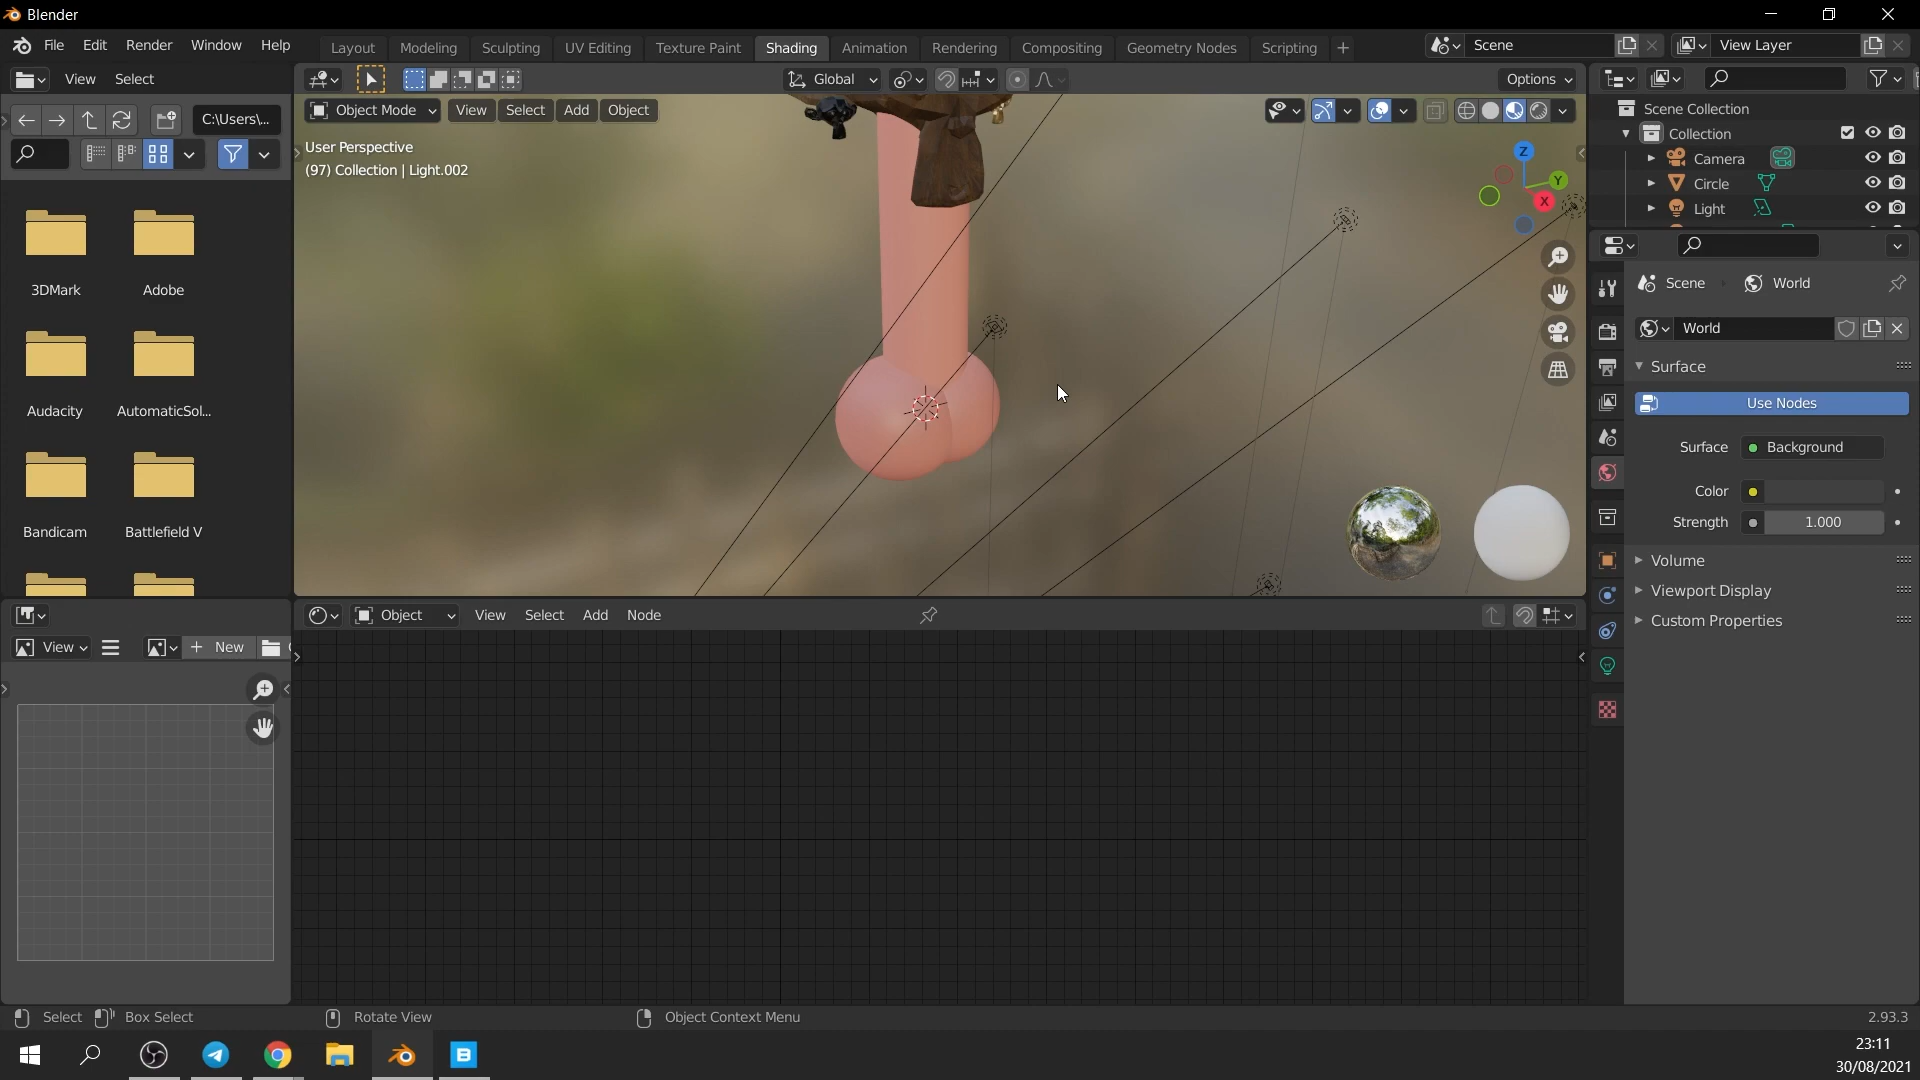 Blender
File Edit Render Window Help
Layout Modeling Sculpting UV Editing Texture Paint Shading Animation Rendering Compositing Geometry Nodes Scripting
Scene
View Layer
View Select
Global
Options
C:\Users\...
Object Mode View Select Add Object
User Perspective
(97) Collection | Light.002
Z
Y
X
3DMark Adobe
Audacity AutomaticSol...
Bandicam Battlefield V
Scene Collection
Collection
Camera
Circle
Light
Scene World
World
Surface
Use Nodes
Surface Background
Color
Strength 1.000
Volume
Viewport Display
Custom Properties
Object View Select Add Node
View New
Select Box Select Rotate View Object Context Menu 2.93.3
23:11
30/08/2021